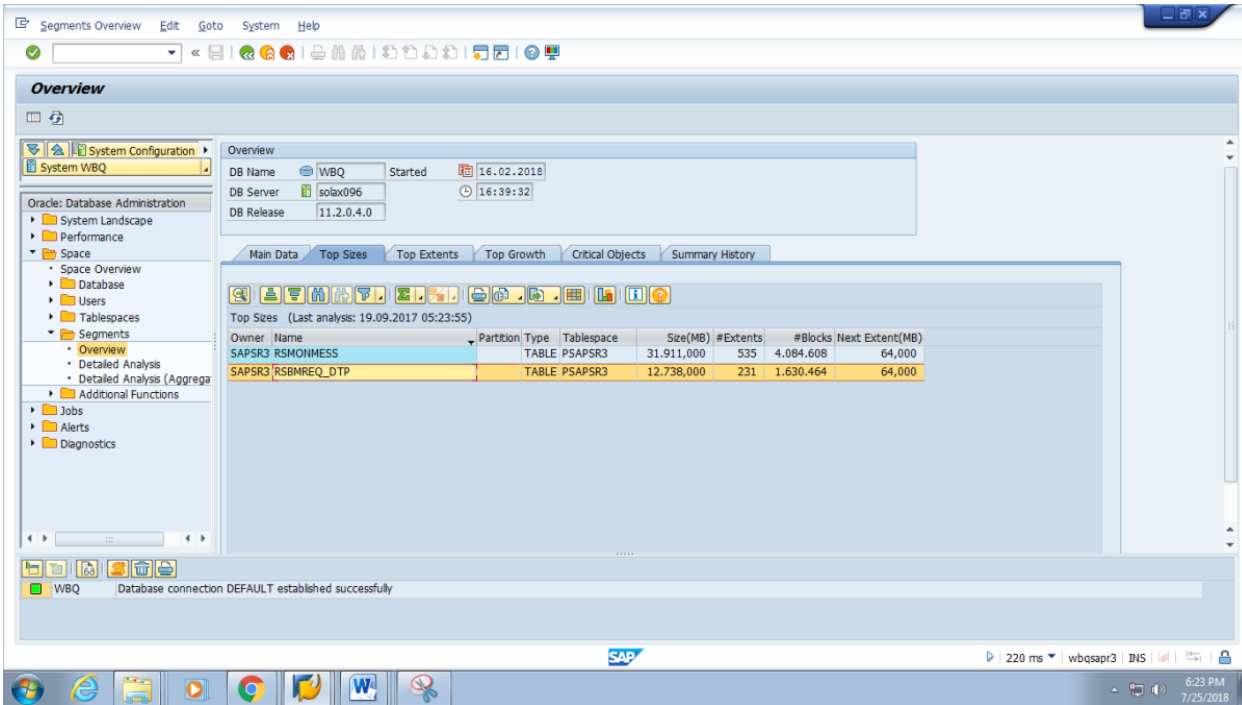 Segments Overview Edit Goto System Help
Overview
System Configuration
System WBQ
Oracle: Database Administration
System Landscape
Performance
Space
Space Overview
Database
Users
Tablespaces
Segments
Overview
Detailed Analysis
Detailed Analysis (Aggregat
Additional Functions
Jobs
Alerts
Diagnostics
Overview
DB Name WBQ Started 16.02.2018
DB Server solax096 16:39:32
DB Release 11.2.0.4.0
Main Data Top Sizes Top Extents Top Growth Critical Objects Summary History
Top Sizes (Last analysis: 19.09.2017 05:23:55)
Owner Name Partition Type Tablespace Size(MB) #Extents #Blocks Next Extent(MB)
SAPSR3 RSMONMESS TABLE PSAPSR3 31.911,000 535 4.084.608 64,000
SAPSR3 RSBMREQ_DTP TABLE PSAPSR3 12.738,000 231 1.630.464 64,000
WBQ Database connection DEFAULT established successfully
SAP
220 ms wbqsapr3 INS
6:23 PM
7/25/2018